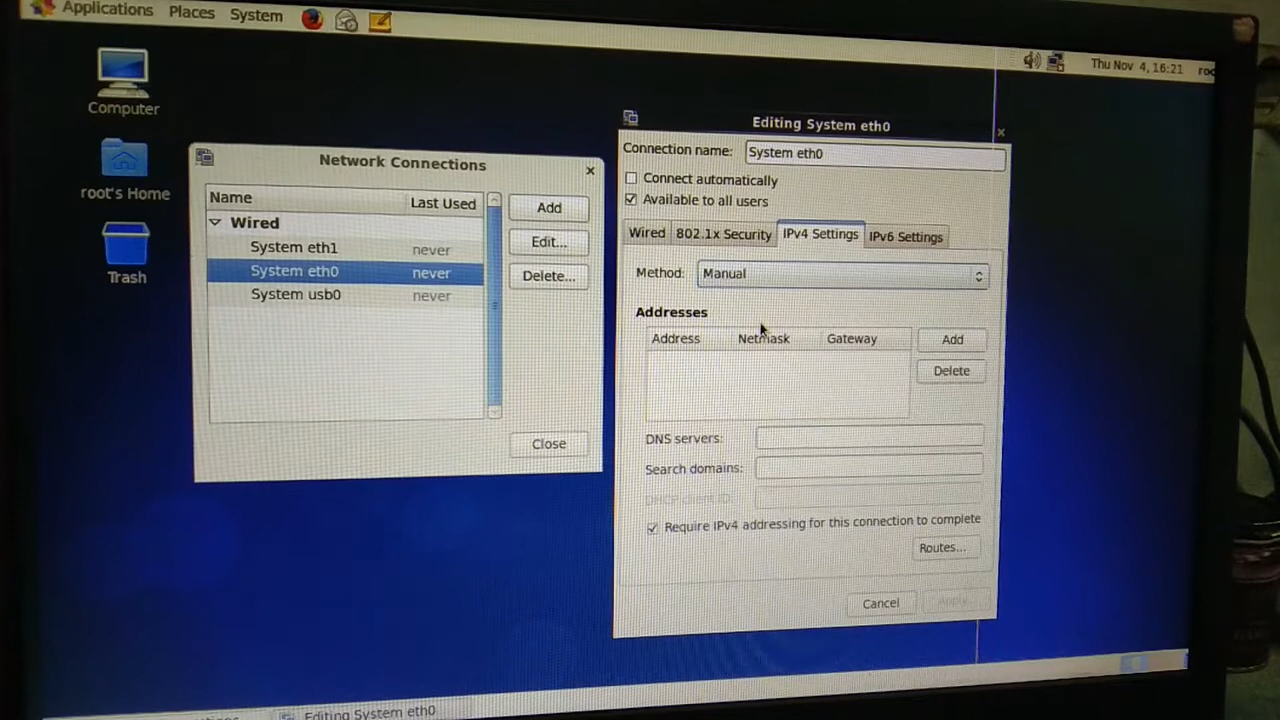 Applications Places System
Thu Nov 4, 16:21
Computer
root's Home
Trash
Network Connections
Name Last Used
Wired
System eth1 never
System eth0 never
System usb0 never
Add
Edit...
Delete...
Close
Editing System eth0
Connection name: System eth0
Connect automatically
Available to all users
Wired 802.1x Security IPv4 Settings IPv6 Settings
Method: Manual
Addresses
Address Netmask Gateway
Add
Delete
DNS servers:
Search domains:
DHCP client ID:
Require IPv4 addressing for this connection to complete
Routes...
Cancel Apply...
Editing System eth0